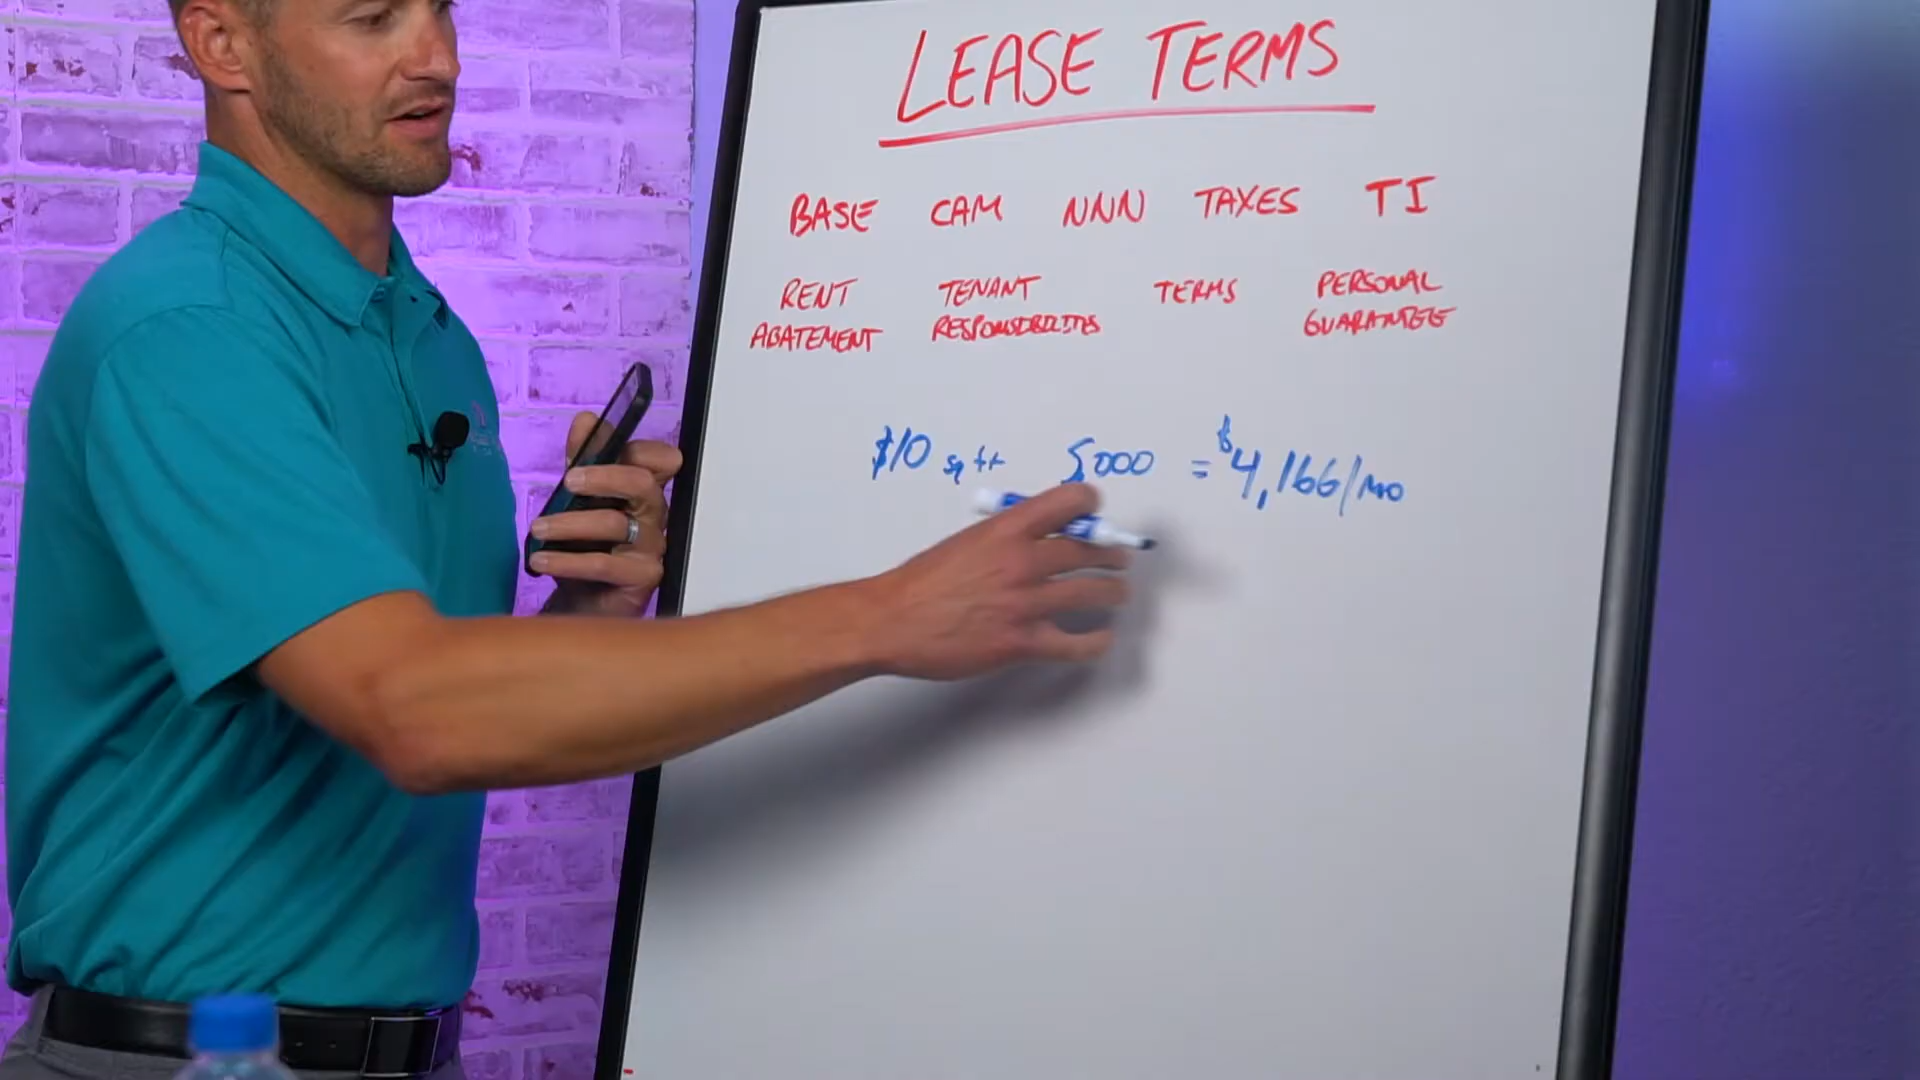 LEASE TERMS
BASE CAM NNN TAXES TI
RENT ABATEMENT
TENANT RESPONSIBILITES
TERMS
PERSONAL GUARANTEE
$10 sq ft 5000 = $4,166/mo